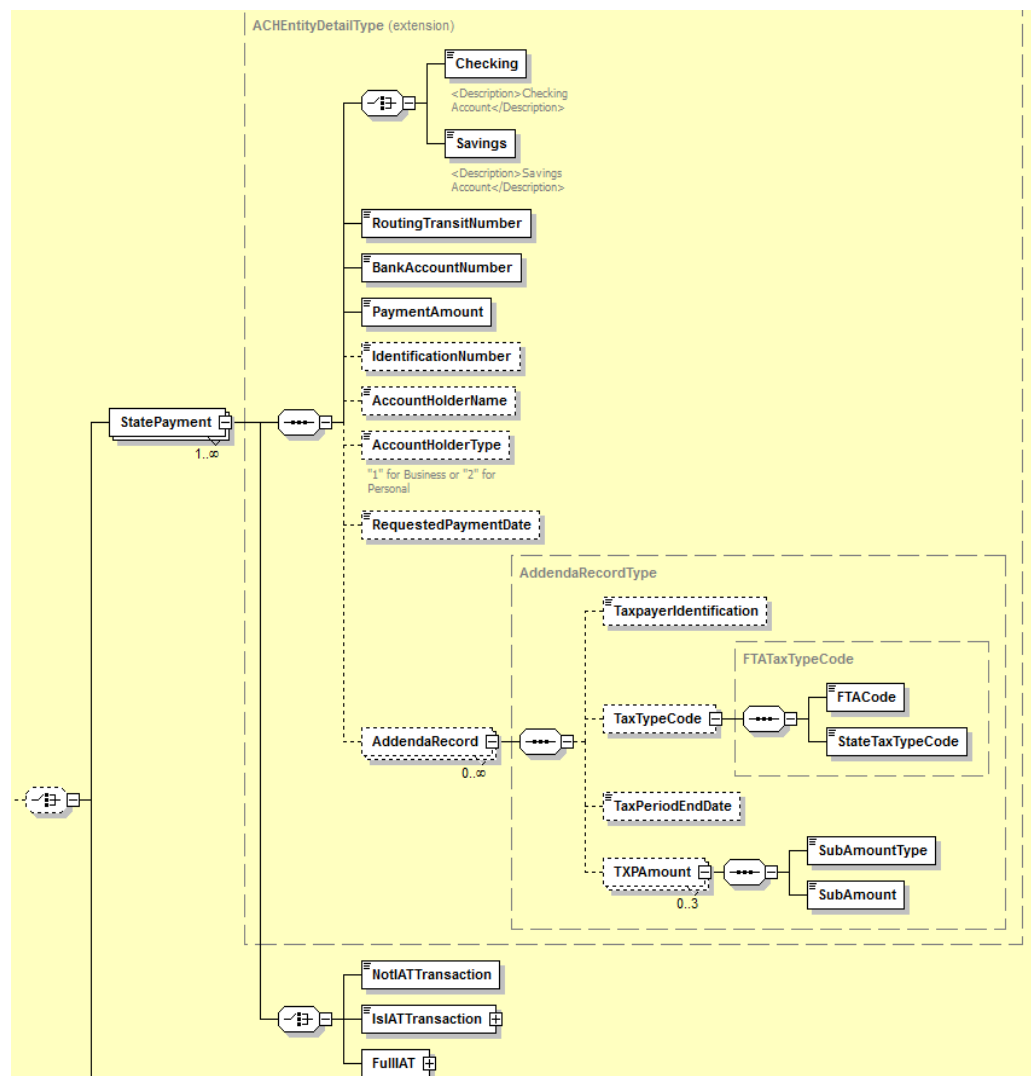 ACHEntityDetailType (extension)
Checking
<Description>Checking
Account</Description>
Savings
<Description>Savings
Account</Description>
RoutingTransitNumber
BankAccountNumber
PaymentAmount
IdentificationNumber
AccountHolderName
StatePayment
1..∞
AccountHolderType
"1" for Business or "2" for
Personal
RequestedPaymentDate
AddendaRecordType
TaxpayerIdentification
FTATaxTypeCode
FTACode
TaxTypeCode
StateTaxTypeCode
AddendaRecord
0..∞
TaxPeriodEndDate
SubAmountType
TXPAmount
0..3
SubAmount
NotIATTransaction
IsIATTransaction
FullIAT